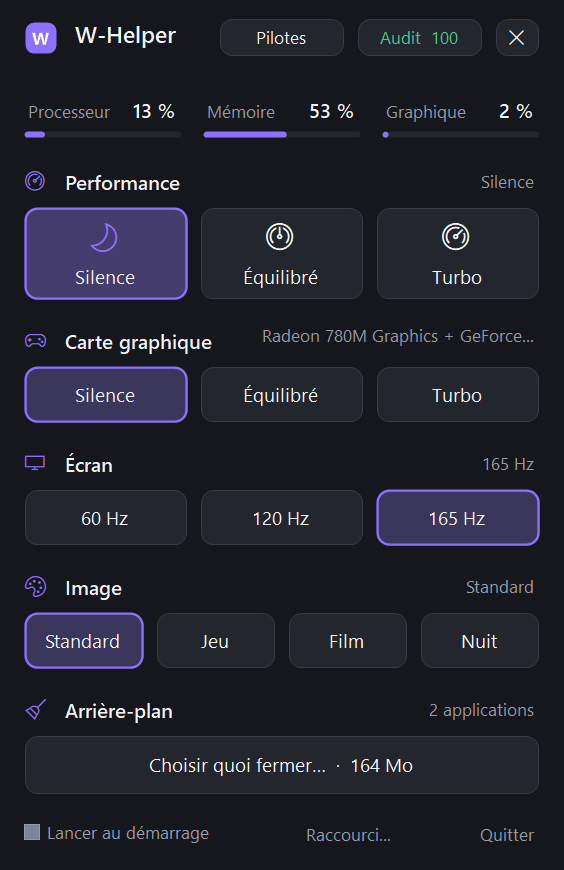 W W-Helper Pilotes Audit 100
Processeur 13 % Mémoire 53 % Graphique 2 %
Performance Silence
Silence Équilibré Turbo
Carte graphique Radeon 780M Graphics + GeForce...
Silence Équilibré Turbo
Écran 165 Hz
60 Hz 120 Hz 165 Hz
Image Standard
Standard Jeu Film Nuit
Arrière-plan 2 applications
Choisir quoi fermer... · 164 Mo
Lancer au démarrage Raccourci... Quitter